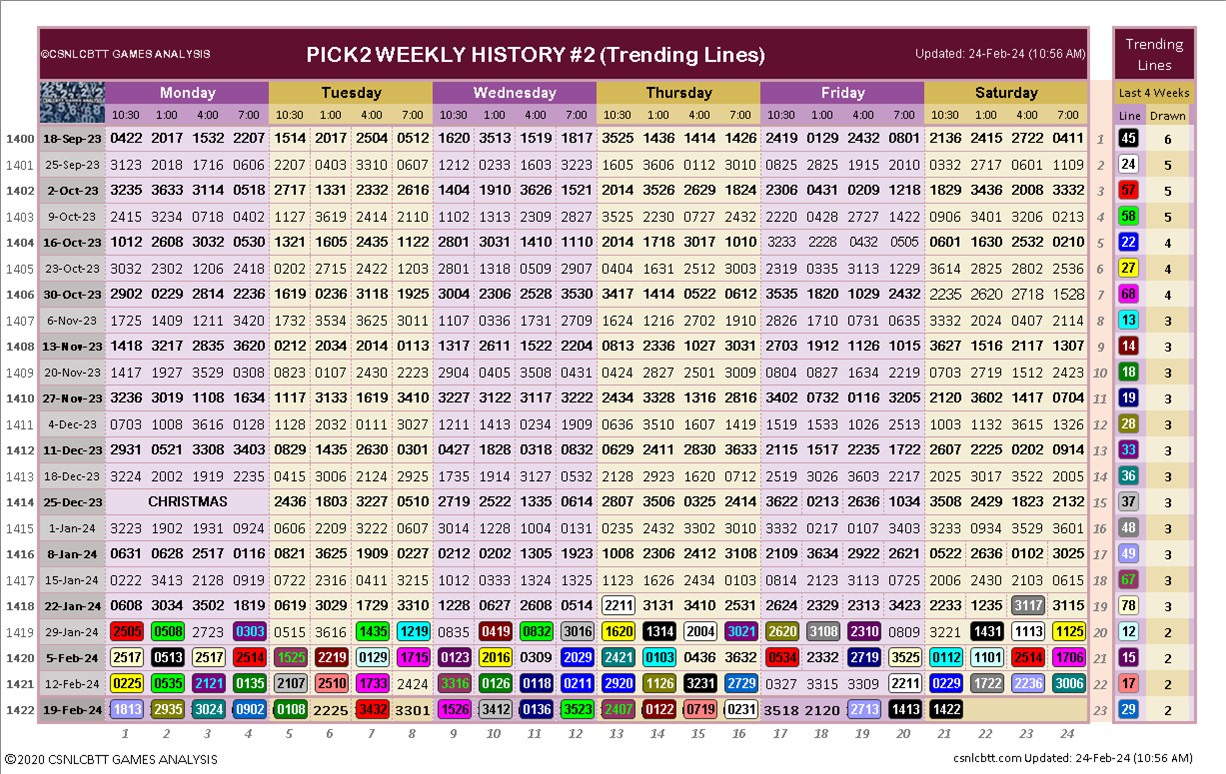 ©CSNLCBTT GAMES ANALYSIS PICK2 WEEKLY HISTORY #2 (Trending Lines) Updated: 24-Feb-24 (10:56 AM) Trending Lines
Monday Tuesday Wednesday Thursday Friday Saturday Last 4 Weeks
10:30 1:00 4:00 7:00 10:30 1:00 4:00 7:00 10:30 1:00 4:00 7:00 10:30 1:00 4:00 7:00 10:30 1:00 4:00 7:00 10:30 1:00 4:00 7:00 Line Drawn
1400 18-Sep-23 0422 2017 1532 2207 1514 2017 2504 0512 1620 3513 1519 1817 3525 1436 1414 1426 2419 0129 2432 0801 2136 2415 2722 0411 1 45 6
1401 25-Sep-23 3123 2018 1716 0606 2207 0403 3310 0607 1212 0233 1603 3223 1605 3606 0112 3010 0825 2825 1915 2010 0332 2717 0601 1109 2 24 5
1402 2-Oct-23 3235 3633 3114 0518 2717 1331 2332 2616 1404 1910 3626 1521 2014 3526 2629 1824 2306 0431 0209 1218 1829 3436 2008 3332 3 57 5
1403 9-Oct-23 2415 3234 0718 0402 1127 3619 2414 2110 1102 1313 2309 2827 3525 2230 0727 2432 2220 0428 2727 1422 0906 3401 3206 0213 4 58 5
1404 16-Oct-23 1012 2608 3032 0530 1321 1605 2435 1122 2801 3031 1410 1110 2014 1718 3017 1010 3233 2228 0432 0505 0601 1630 2532 0210 5 22 4
1405 23-Oct-23 3032 2302 1206 2418 0202 2715 2422 1203 2801 1318 0509 2907 0404 1631 2512 3003 2319 0335 3113 1229 3614 2825 2802 2536 6 27 4
1406 30-Oct-23 2902 0229 2814 2236 1619 0236 3118 1925 3004 2306 2528 3530 3417 1414 0522 0612 3535 1820 1029 2432 2235 2620 2718 1528 7 68 4
1407 6-Nov-23 1725 1409 1211 3420 1732 3534 3625 3011 1107 0336 1731 2709 1624 1216 2702 1910 2826 1710 0731 0635 3332 2024 0407 2114 8 13 3
1408 13-Nov-23 1418 3217 2835 3620 0212 2034 2014 0113 1317 2611 1522 2204 0813 2336 1027 3031 2703 1912 1126 1015 3627 1516 2117 1307 9 14 3
1409 20-Nov-23 1417 1927 3529 0308 0823 0107 2430 2223 2904 0405 3508 0431 0424 2827 2501 3009 0804 0827 1634 2219 0703 2719 1512 2423 10 18 3
1410 27-Nov-23 3236 3019 1108 1634 1117 3133 1619 3410 3227 3122 3117 3222 2434 3328 1316 2816 3402 0732 0116 3205 2120 3602 1417 0704 11 19 3
1411 4-Dec-23 0703 1008 3616 0128 1128 2032 0111 3027 1211 1413 0234 1909 0636 3510 1607 1419 1519 1533 1026 2513 1003 1132 3615 1326 12 28 3
1412 11-Dec-23 2931 0521 3308 3403 0829 1435 2630 0301 0427 1828 0318 0832 0629 2411 2830 3633 2115 1517 2235 1722 2607 2225 0202 0914 13 33 3
1413 18-Dec-23 3224 2002 1919 2235 0415 3006 2124 2923 1735 1914 3127 0532 2128 2923 1620 0712 2519 3026 3603 2217 2025 3017 3522 2005 14 36 3
1414 25-Dec-23 CHRISTMAS 2436 1803 3227 0510 2719 2522 1335 0614 2807 3506 0325 2414 3622 0213 2636 1034 3508 2429 1823 2132 15 37 3
1415 1-Jan-24 3223 1902 1931 0924 0606 2209 3222 0607 3014 1228 1004 0131 0235 2432 3302 3010 3332 0217 0107 3403 3233 0934 3529 3601 16 48 3
1416 8-Jan-24 0631 0628 2517 0116 0821 3625 1909 0227 0212 0202 1305 1923 1008 2306 2412 3108 2109 3634 2922 2621 0522 2636 0102 3025 17 49 3
1417 15-Jan-24 0222 3413 2128 0919 0722 2316 0411 3215 1012 0333 1324 1325 1123 1626 2434 0103 0814 2123 3113 0725 2006 2430 2103 0615 18 67 3
1418 22-Jan-24 0608 3034 3502 1819 0619 3029 1729 3310 1228 0627 2608 0514 2211 3131 3410 2531 2624 2329 2313 3423 2233 1235 3117 3115 19 78 3
1419 29-Jan-24 2505 0508 2723 0303 0515 3616 1435 1219 0835 0419 0832 3016 1620 1314 2004 3021 2620 3108 2310 0809 3221 1431 1113 1125 20 12 2
1420 5-Feb-24 2517 0513 2517 2514 1525 2219 0129 1715 0123 2016 0309 2029 2421 0103 0436 3632 0534 2332 2719 3525 0112 1101 2514 1706 21 15 2
1421 12-Feb-24 0225 0535 2121 0135 2107 2510 1733 2424 3316 0126 0118 0211 2920 1126 3231 2729 0327 3315 3309 2211 0229 1722 2236 3006 22 17 2
1422 19-Feb-24 1813 2935 3024 0902 0108 2225 3432 3301 1526 3412 0136 3523 2407 0122 0719 0231 3518 2120 2713 1413 1422 23 29 2
1 2 3 4 5 6 7 8 9 10 11 12 13 14 15 16 17 18 19 20 21 22 23 24
©2020 CSNLCBTT GAMES ANALYSIS csnlcbtt.com Updated: 24-Feb-24 (10:56 AM)